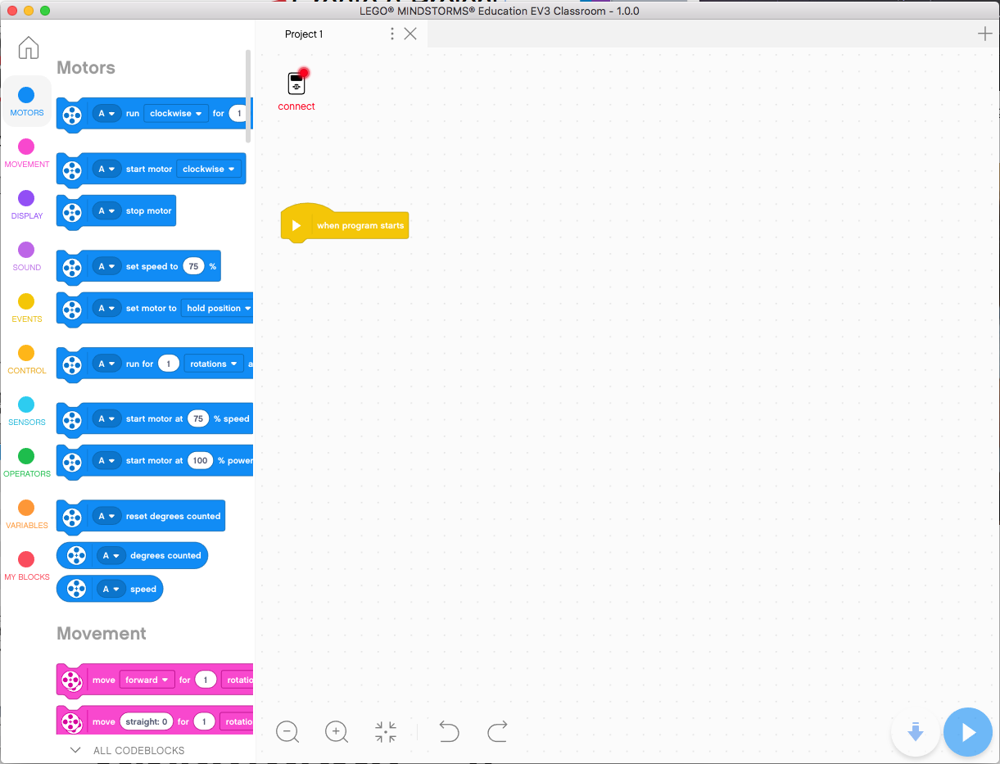 LEGO® MINDSTORMS® Education EV3 Classroom - 1.0.0
Project 1
connect
when program starts
MOTORS
MOVEMENT
DISPLAY
SOUND
EVENTS
CONTROL
SENSORS
OPERATORS
VARIABLES
MY BLOCKS
Motors
A run clockwise for 1
A start motor clockwise
A stop motor
A set speed to 75 %
A set motor to hold position
A run for 1 rotations a
A start motor at 75 % speed
A start motor at 100 % power
A reset degrees counted
A degrees counted
A speed
Movement
move forward for 1 rotatio
move straight: 0 for 1 rotatio
ALL CODEBLOCKS